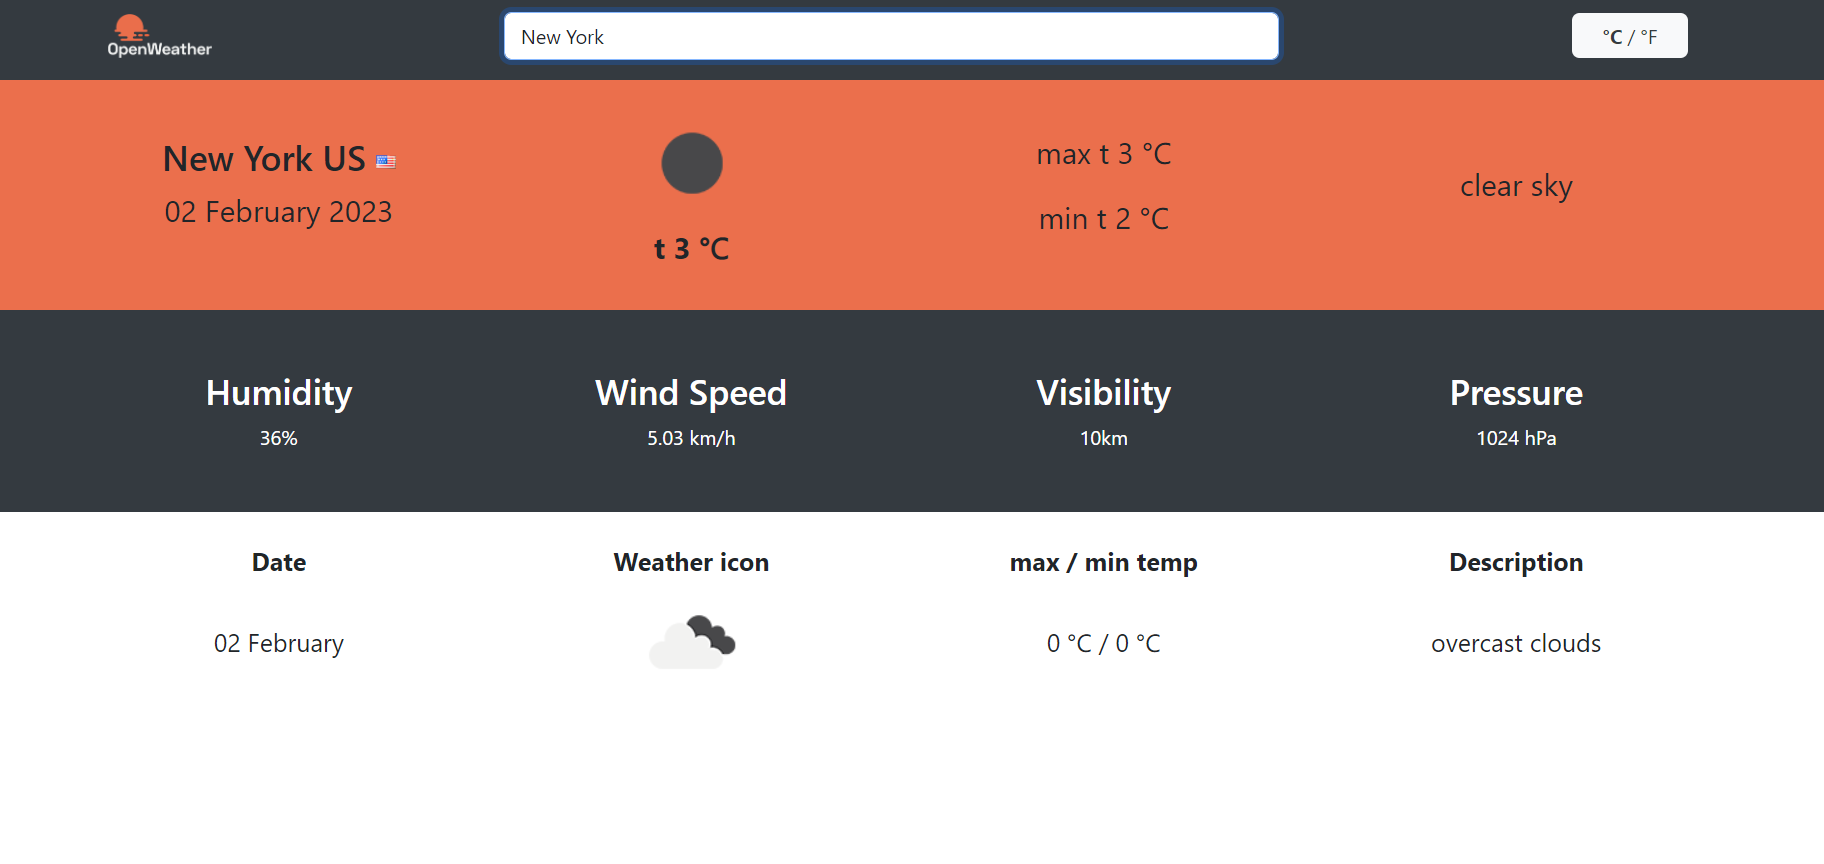 OpenWeather
New York
°C / °F
New York US
02 February 2023
t 3 °C
max t 3 °C
min t 2 °C
clear sky
Humidity
36%
Wind Speed
5.03 km/h
Visibility
10km
Pressure
1024 hPa
Date
Weather icon
max / min temp
Description
02 February
0 °C / 0 °C
overcast clouds